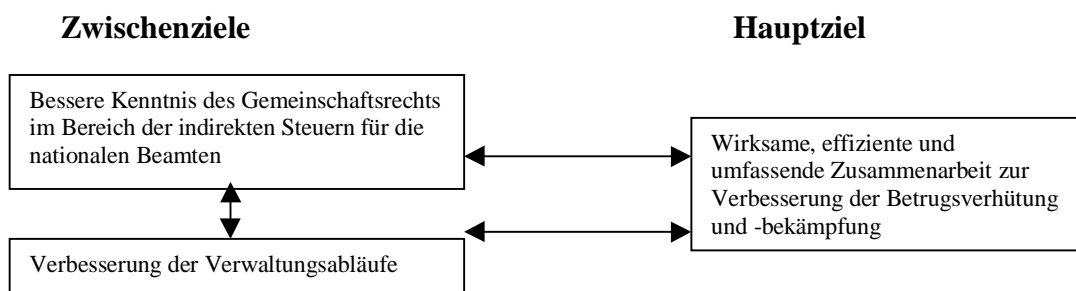 Zwischenziele
Hauptziel
Bessere Kenntnis des Gemeinschaftsrechts
im Bereich der indirekten Steuern für die
nationalen Beamten
Wirksame, effiziente und
umfassende Zusammenarbeit zur
Verbesserung der Betrugsverhütung
und -bekämpfung
Verbesserung der Verwaltungsabläufe